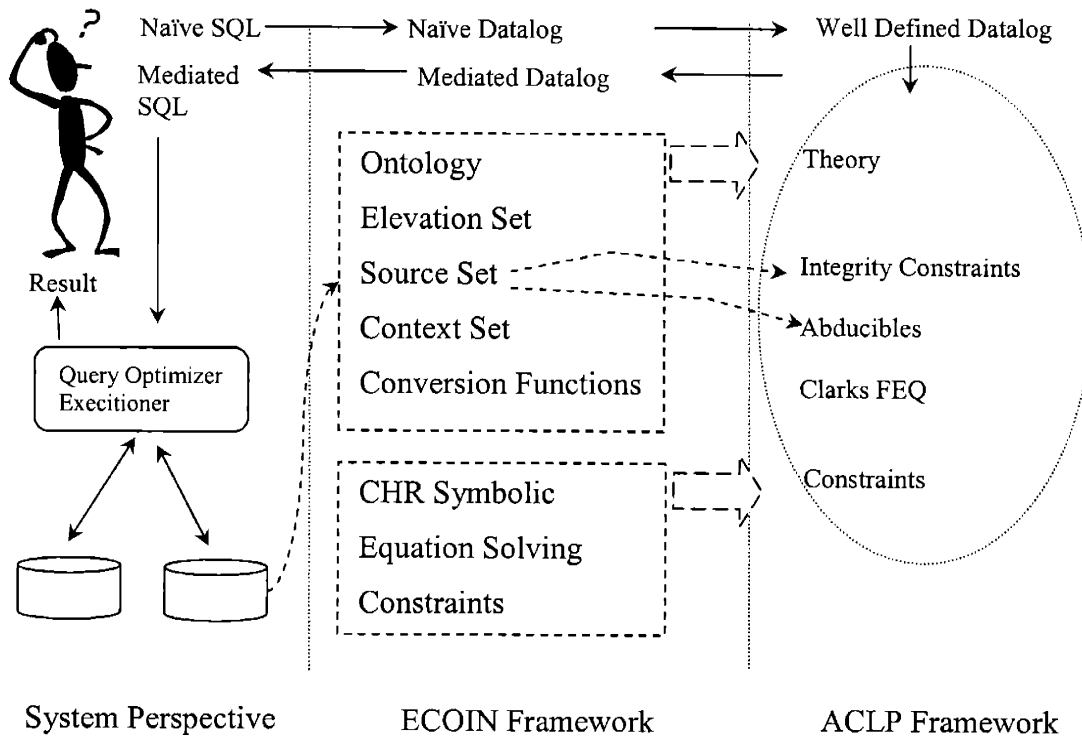 ?
Naïve SQL
Naïve Datalog
Well Defined Datalog
Mediated
SQL
Mediated Datalog
Ontology
Elevation Set
Source Set
Context Set
Conversion Functions
Theory
Integrity Constraints
Abducibles
Clarks FEQ
Constraints
Result
Query Optimizer
Execitioner
CHR Symbolic
Equation Solving
Constraints
System Perspective
ECOIN Framework
ACLP Framework